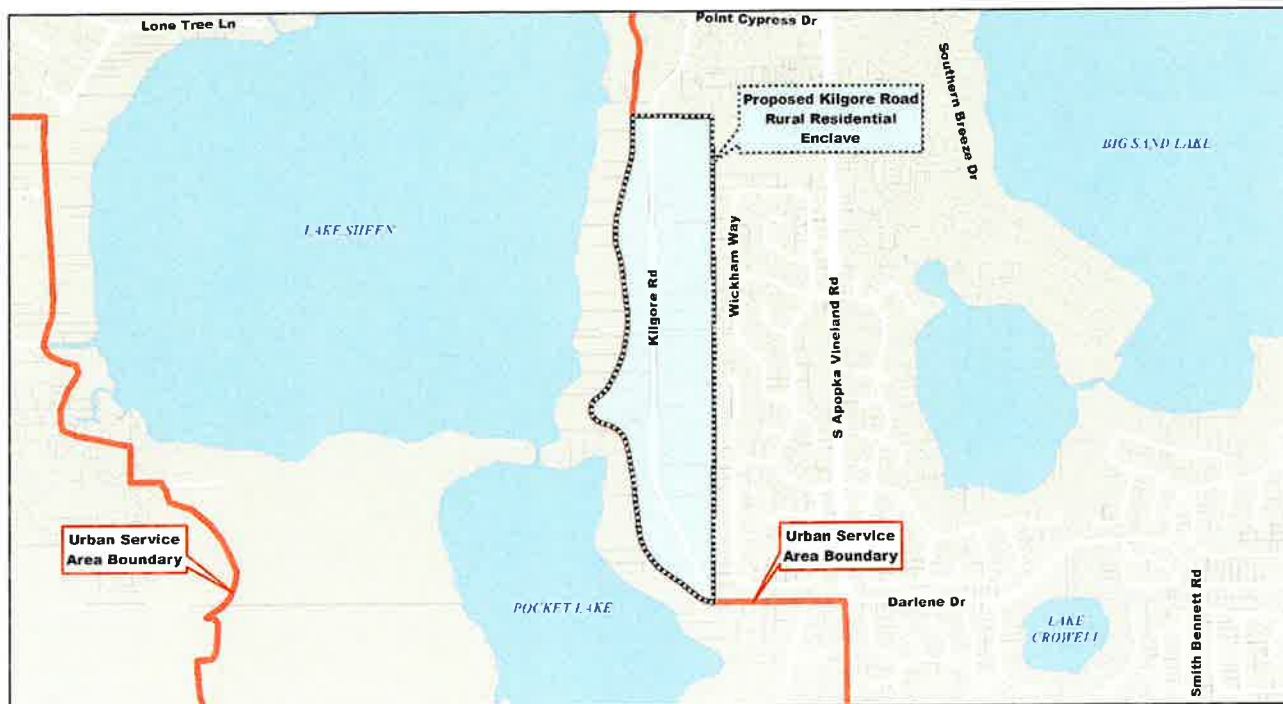 Lone Tree Ln
Point Cypress Dr
Southern Breeze Dr
Proposed Kilgore Road
Rural Residential
Enclave
BIG SAND LAKE
LAKE SHEEN
Kilgore Rd
Wickham Way
S Apopka Vineland Rd
Urban Service
Area Boundary
Urban Service
Area Boundary
POCKET LAKE
Darlene Dr
LAKE
CROWELL
Smith Bennett Rd